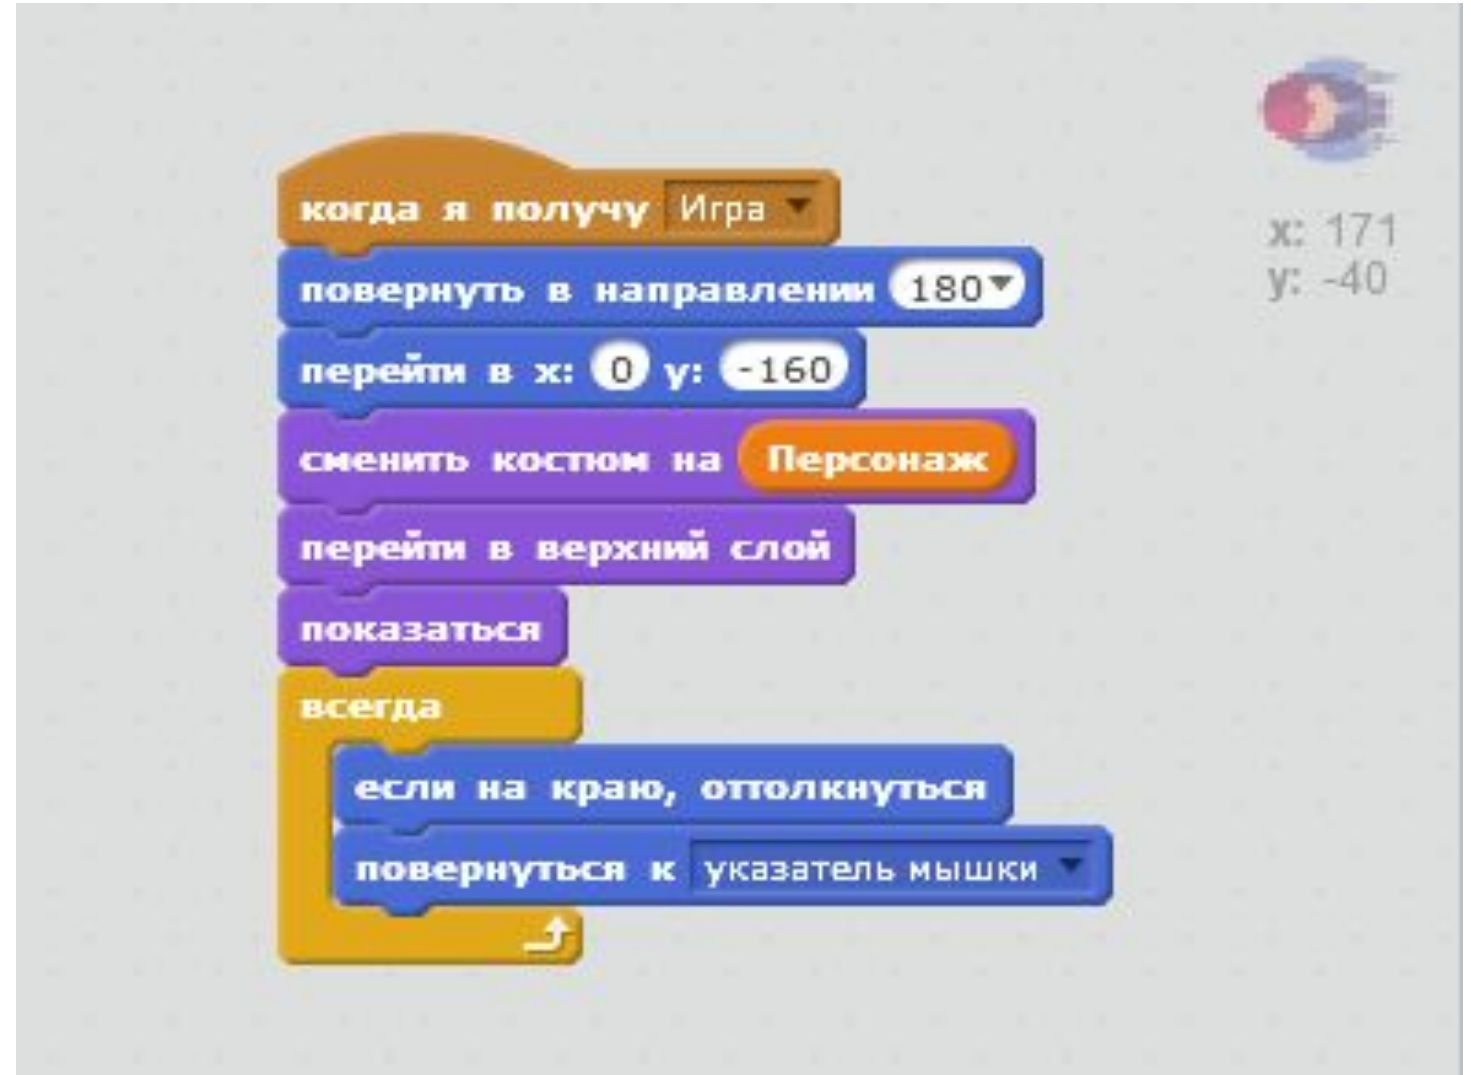 когда я получу Игра
повернуть в направлении 180
перейти в x: 0 y: -160
сменить костюм на Персонаж
перейти в верхний слой
показаться
всегда
если на краю, оттолкнуться
повернуться к указатель мышки
x: 171
y: -40